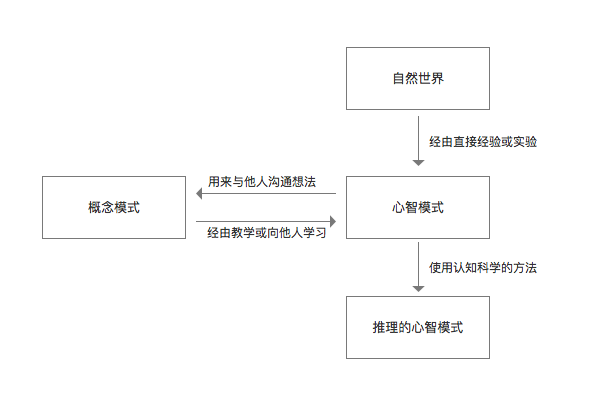 自然世界
经由直接经验或实验
用来与他人沟通想法
概念模式
心智模式
经由教学或向他人学习
使用认知科学的方法
推理的心智模式